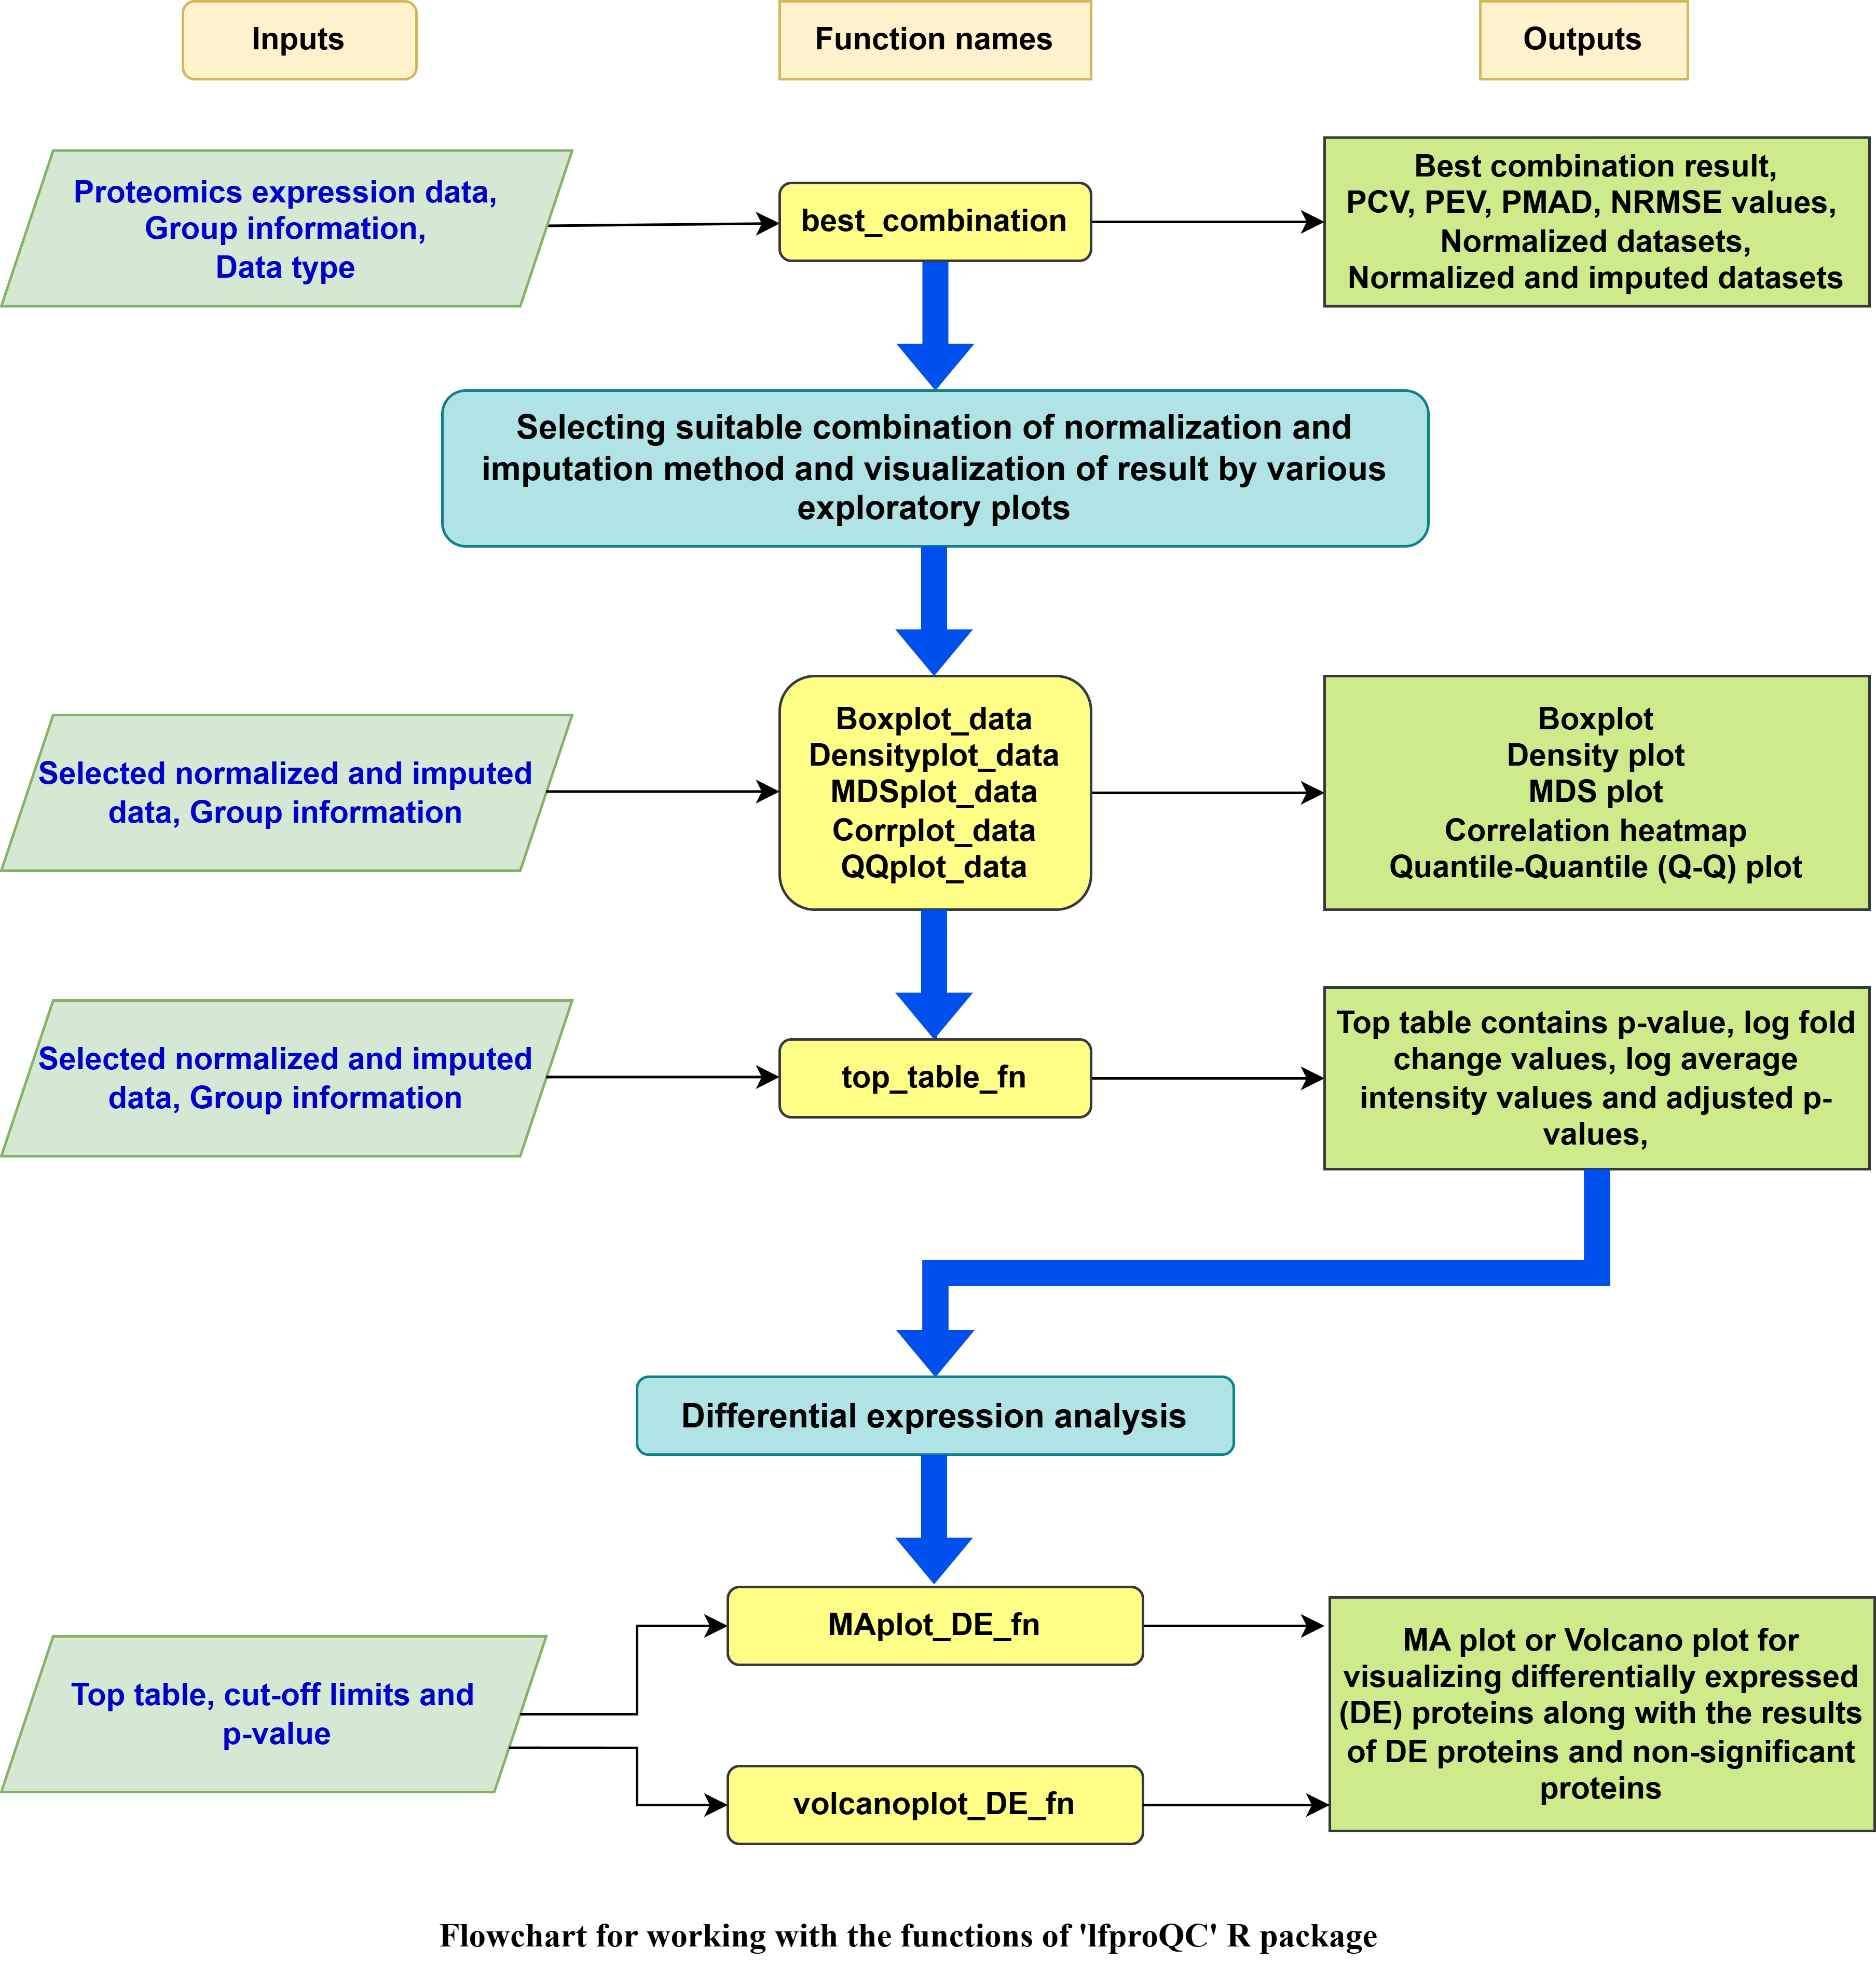 Inputs
Function names
Outputs
Proteomics expression data,
Group information,
Data type
best_combination
Best combination result,
PCV, PEV, PMAD, NRMSE values,
Normalized datasets,
Normalized and imputed datasets
Selecting suitable combination of normalization and
imputation method and visualization of result by various
exploratory plots
Selected normalized and imputed
data, Group information
Boxplot_data
Densityplot_data
MDSplot_data
Corrplot_data
QQplot_data
Boxplot
Density plot
MDS plot
Correlation heatmap
Quantile-Quantile (Q-Q) plot
Selected normalized and imputed
data, Group information
top_table_fn
Top table contains p-value, log fold
change values, log average
intensity values and adjusted p-
values,
Differential expression analysis
Top table, cut-off limits and
p-value
MAplot_DE_fn
volcanoplot_DE_fn
MA plot or Volcano plot for
visualizing differentially expressed
(DE) proteins along with the results
of DE proteins and non-significant
proteins
Flowchart for working with the functions of 'lfproQC' R package